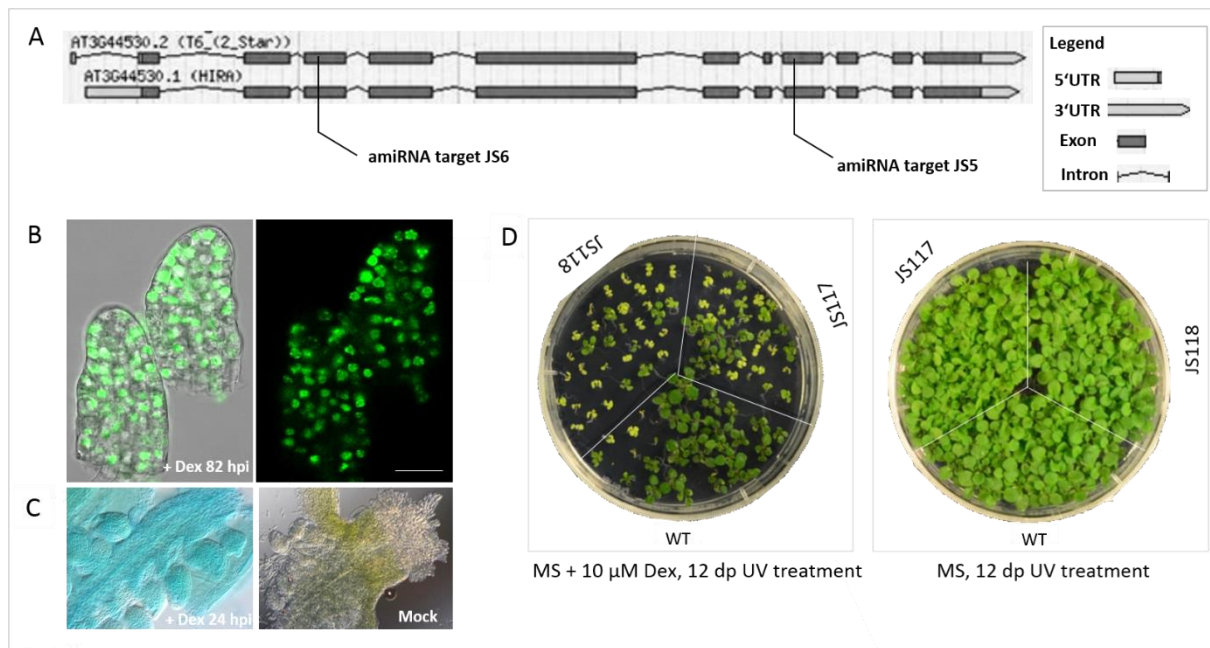 A
AT3G44530.2 (T6_(2_Star))
AT3G44530.1 (HIRA)
amiRNA target JS6
amiRNA target JS5
Legend
5‘UTR
3‘UTR
Exon
Intron
B
+ Dex 82 hpi
C
+ Dex 24 hpi
Mock
D
JS118
JS117
WT
MS + 10 µM Dex, 12 dp UV treatment
JS117
JS118
WT
MS, 12 dp UV treatment